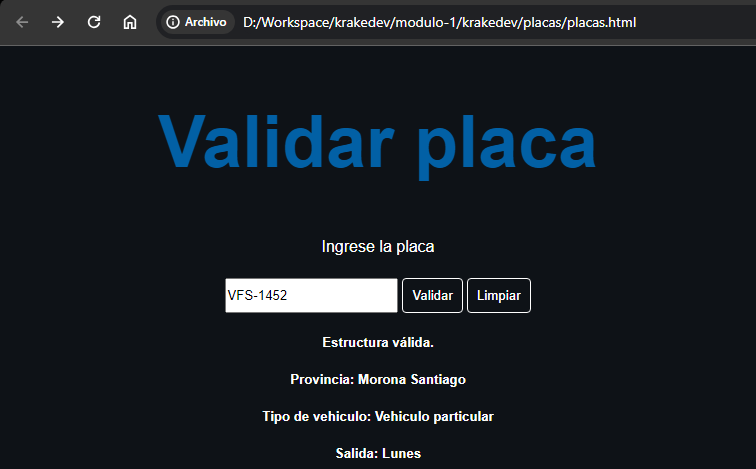 Archivo D:/Workspace/krakedev/modulo-1/krakedev/placas/placas.html
Validar placa
Ingrese la placa
VFS-1452 Validar Limpiar
Estructura válida.
Provincia: Morona Santiago
Tipo de vehiculo: Vehiculo particular
Salida: Lunes